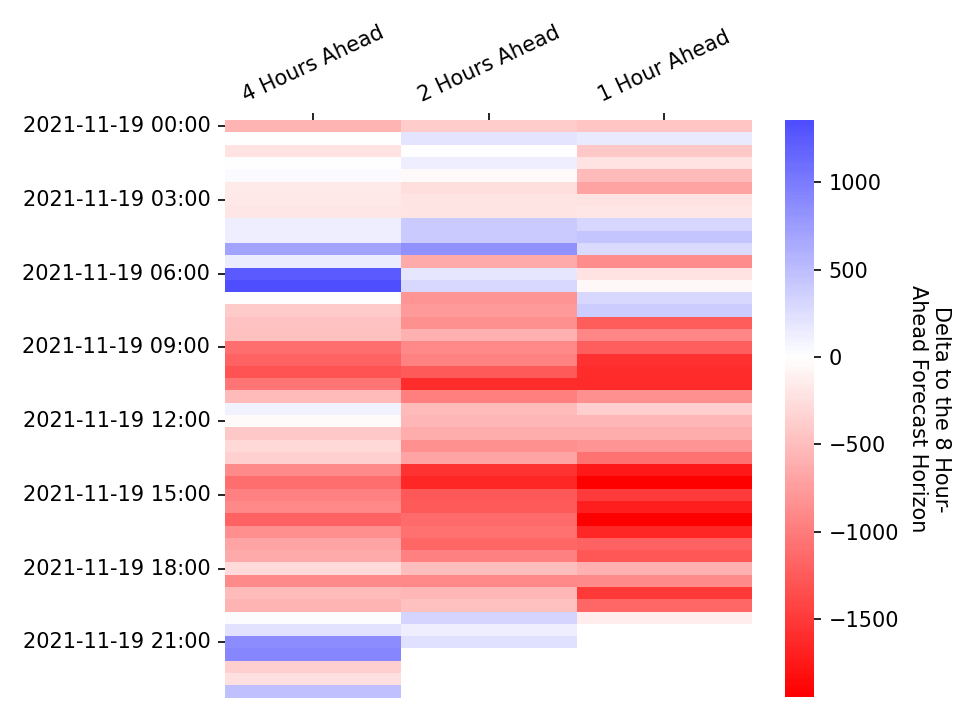 4 Hours Ahead
2 Hours Ahead
1 Hour Ahead
2021-11-19 00:00
2021-11-19 03:00
2021-11-19 06:00
2021-11-19 09:00
2021-11-19 12:00
2021-11-19 15:00
2021-11-19 18:00
2021-11-19 21:00
1000
500
0
−500
−1000
−1500
Delta to the 8 Hour-
Ahead Forecast Horizon